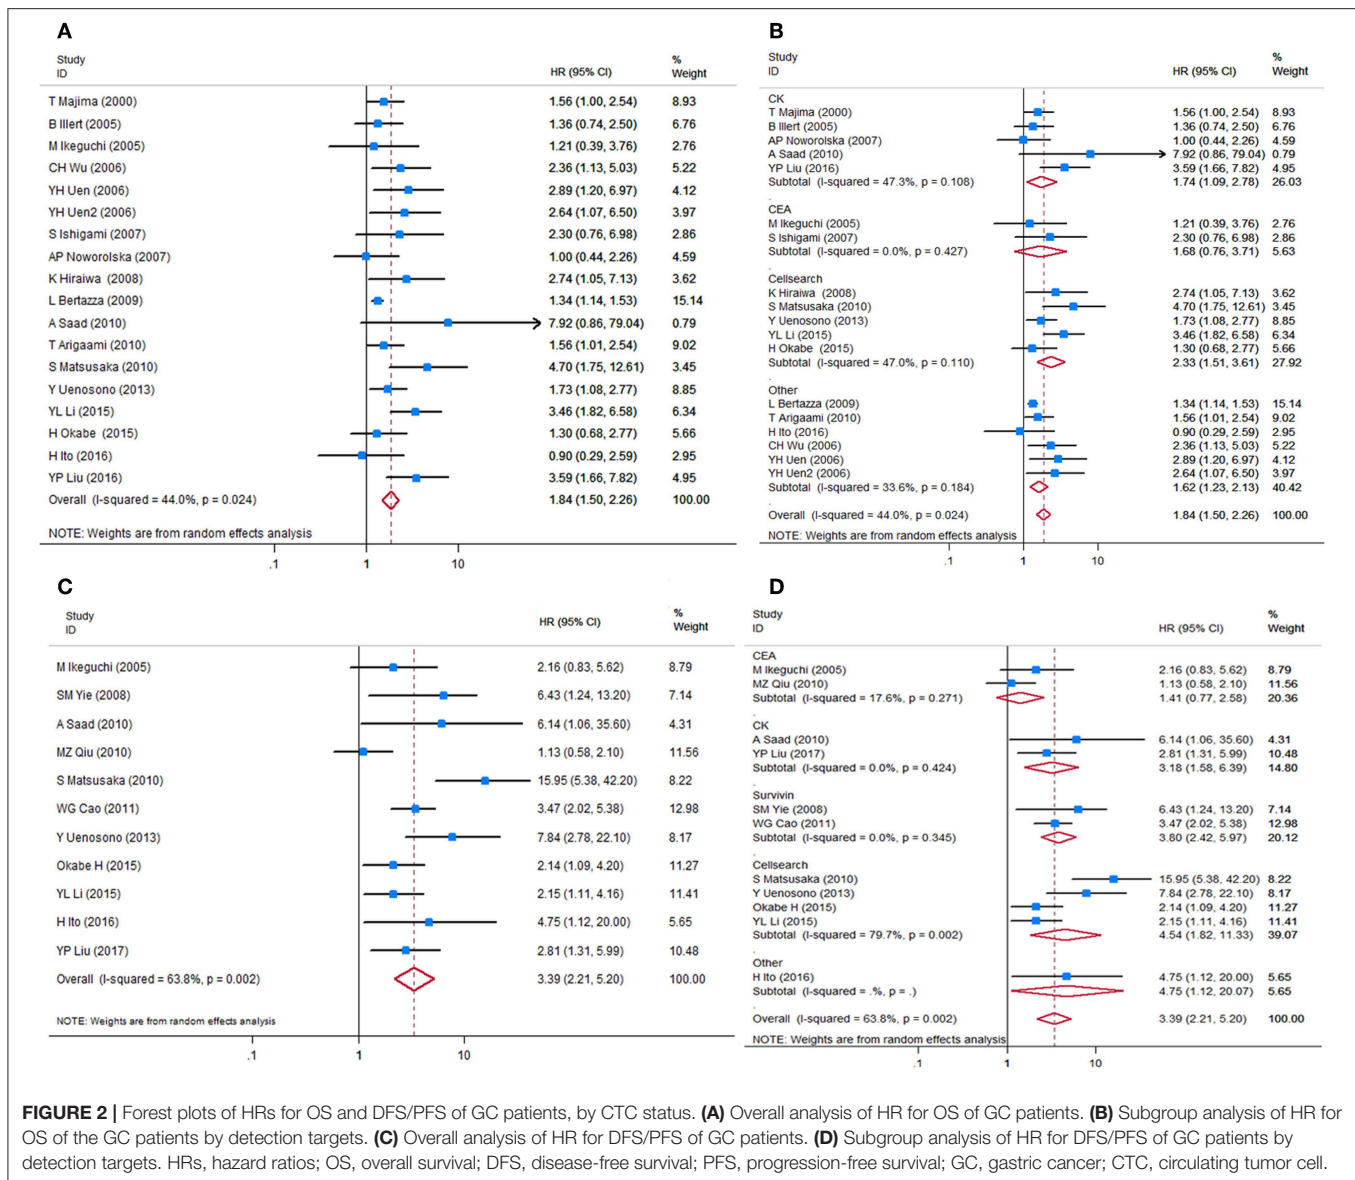 A
Study
ID HR (95% CI) % Weight
T Majima (2000) 1.56 (1.00, 2.54) 8.93
B Illert (2005) 1.36 (0.74, 2.50) 6.76
M Ikeguchi (2005) 1.21 (0.39, 3.76) 2.76
CH Wu (2006) 2.36 (1.13, 5.03) 5.22
YH Uen (2006) 2.89 (1.20, 6.97) 4.12
YH Uen2 (2006) 2.64 (1.07, 6.50) 3.97
S Ishigami (2007) 2.30 (0.76, 6.98) 2.86
AP Noworolska (2007) 1.00 (0.44, 2.26) 4.59
K Hiraiwa (2008) 2.74 (1.05, 7.13) 3.62
L Bertazza (2009) 1.34 (1.14, 1.53) 15.14
A Saad (2010) 7.92 (0.86, 79.04) 0.79
T Arigaami (2010) 1.56 (1.01, 2.54) 9.02
S Matsusaka (2010) 4.70 (1.75, 12.61) 3.45
Y Uenosono (2013) 1.73 (1.08, 2.77) 8.85
YL Li (2015) 3.46 (1.82, 6.58) 6.34
H Okabe (2015) 1.30 (0.68, 2.77) 5.66
H Ito (2016) 0.90 (0.29, 2.59) 2.95
YP Liu (2016) 3.59 (1.66, 7.82) 4.95
Overall (I-squared = 44.0%, p = 0.024) 1.84 (1.50, 2.26) 100.00
NOTE: Weights are from random effects analysis
.1 1 10
B
Study
ID HR (95% CI) % Weight
CK
T Majima (2000) 1.56 (1.00, 2.54) 8.93
B Illert (2005) 1.36 (0.74, 2.50) 6.76
AP Noworolska (2007) 1.00 (0.44, 2.26) 4.59
A Saad (2010) 7.92 (0.86, 79.04) 0.79
YP Liu (2016) 3.59 (1.66, 7.82) 4.95
Subtotal (I-squared = 47.3%, p = 0.108) 1.74 (1.09, 2.78) 26.03
.
CEA
M Ikeguchi (2005) 1.21 (0.39, 3.76) 2.76
S Ishigami (2007) 2.30 (0.76, 6.98) 2.86
Subtotal (I-squared = 0.0%, p = 0.427) 1.68 (0.76, 3.71) 5.63
.
Cellsearch
K Hiraiwa (2008) 2.74 (1.05, 7.13) 3.62
S Matsusaka (2010) 4.70 (1.75, 12.61) 3.45
Y Uenosono (2013) 1.73 (1.08, 2.77) 8.85
YL Li (2015) 3.46 (1.82, 6.58) 6.34
H Okabe (2015) 1.30 (0.68, 2.77) 5.66
Subtotal (I-squared = 47.0%, p = 0.110) 2.33 (1.51, 3.61) 27.92
.
Other
L Bertazza (2009) 1.34 (1.14, 1.53) 15.14
T Arigaami (2010) 1.56 (1.01, 2.54) 9.02
H Ito (2016) 0.90 (0.29, 2.59) 2.95
CH Wu (2006) 2.36 (1.13, 5.03) 5.22
YH Uen (2006) 2.89 (1.20, 6.97) 4.12
YH Uen2 (2006) 2.64 (1.07, 6.50) 3.97
Subtotal (I-squared = 33.6%, p = 0.184) 1.62 (1.23, 2.13) 40.42
.
Overall (I-squared = 44.0%, p = 0.024) 1.84 (1.50, 2.26) 100.00
NOTE: Weights are from random effects analysis
.1 1 10
C
Study
ID HR (95% CI) % Weight
M Ikeguchi (2005) 2.16 (0.83, 5.62) 8.79
SM Yie (2008) 6.43 (1.24, 13.20) 7.14
A Saad (2010) 6.14 (1.06, 35.60) 4.31
MZ Qiu (2010) 1.13 (0.58, 2.10) 11.56
S Matsusaka (2010) 15.95 (5.38, 42.20) 8.22
WG Cao (2011) 3.47 (2.02, 5.38) 12.98
Y Uenosono (2013) 7.84 (2.78, 22.10) 8.17
Okabe H (2015) 2.14 (1.09, 4.20) 11.27
YL Li (2015) 2.15 (1.11, 4.16) 11.41
H Ito (2016) 4.75 (1.12, 20.00) 5.65
YP Liu (2017) 2.81 (1.31, 5.99) 10.48
Overall (I-squared = 63.8%, p = 0.002) 3.39 (2.21, 5.20) 100.00
NOTE: Weights are from random effects analysis
.1 1 10
D
Study
ID HR (95% CI) % Weight
CEA
M Ikeguchi (2005) 2.16 (0.83, 5.62) 8.79
MZ Qiu (2010) 1.13 (0.58, 2.10) 11.56
Subtotal (I-squared = 17.6%, p = 0.271) 1.41 (0.77, 2.58) 20.36
.
CK
A Saad (2010) 6.14 (1.06, 35.60) 4.31
YP Liu (2017) 2.81 (1.31, 5.99) 10.48
Subtotal (I-squared = 0.0%, p = 0.424) 3.18 (1.58, 6.39) 14.80
.
Survivin
SM Yie (2008) 6.43 (1.24, 13.20) 7.14
WG Cao (2011) 3.47 (2.02, 5.38) 12.98
Subtotal (I-squared = 0.0%, p = 0.345) 3.80 (2.42, 5.97) 20.12
.
Cellsearch
S Matsusaka (2010) 15.95 (5.38, 42.20) 8.22
Y Uenosono (2013) 7.84 (2.78, 22.10) 8.17
Okabe H (2015) 2.14 (1.09, 4.20) 11.27
YL Li (2015) 2.15 (1.11, 4.16) 11.41
Subtotal (I-squared = 79.7%, p = 0.002) 4.54 (1.82, 11.33) 39.07
.
Other
H Ito (2016) 4.75 (1.12, 20.00) 5.65
Subtotal (I-squared = .%, p = .) 4.75 (1.12, 20.07) 5.65
.
Overall (I-squared = 63.8%, p = 0.002) 3.39 (2.21, 5.20) 100.00
NOTE: Weights are from random effects analysis
.1 1 10
FIGURE 2 | Forest plots of HRs for OS and DFS/PFS of GC patients, by CTC status. (A) Overall analysis of HR for OS of GC patients. (B) Subgroup analysis of HR for
OS of the GC patients by detection targets. (C) Overall analysis of HR for DFS/PFS of GC patients. (D) Subgroup analysis of HR for DFS/PFS of GC patients by
detection targets. HRs, hazard ratios; OS, overall survival; DFS, disease-free survival; PFS, progression-free survival; GC, gastric cancer; CTC, circulating tumor cell.